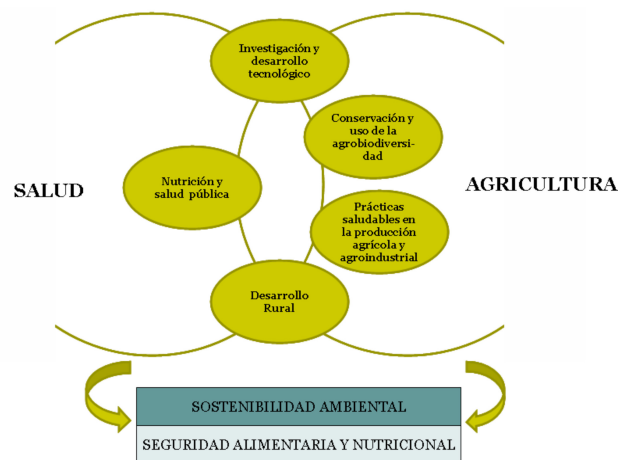 Investigación y
desarrollo
tecnológico
Conservación y
uso de la
agrobiodiversi-
dad
SALUD
Nutrición y
salud pública
AGRICULTURA
Prácticas
saludables en
la producción
agrícola y
agroindustrial
Desarrollo
Rural
SOSTENIBILIDAD AMBIENTAL
SEGURIDAD ALIMENTARIA Y NUTRICIONAL